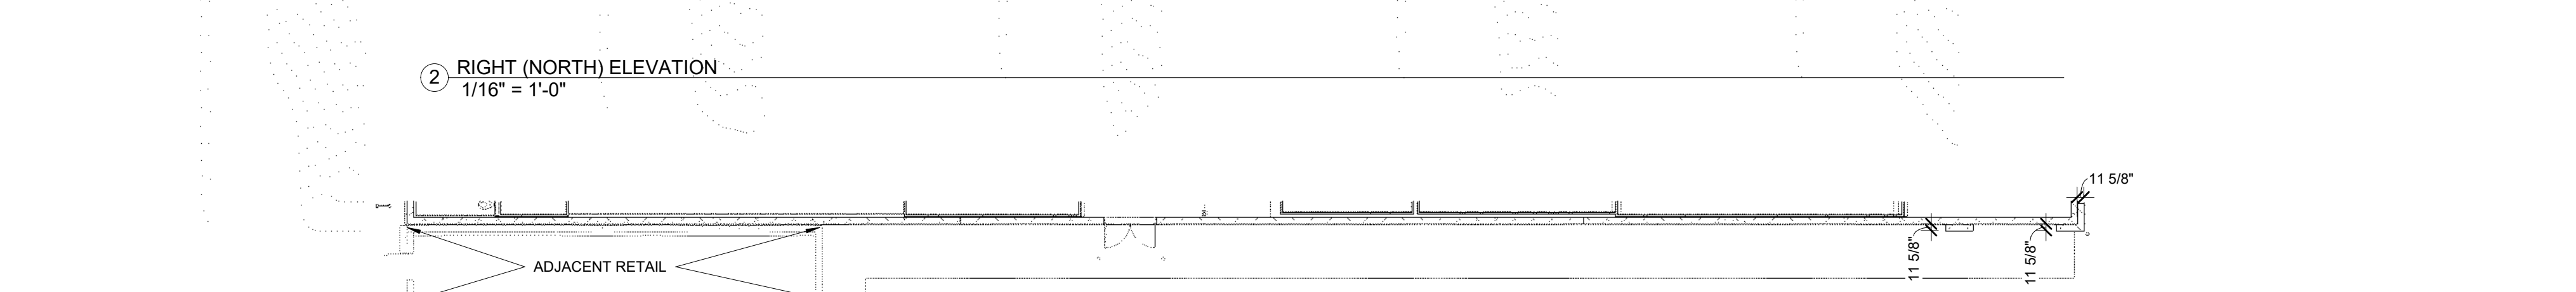 2
RIGHT (NORTH) ELEVATION
1/16" = 1'-0"
11 5/8"
ADJACENT RETAIL
11 5/8"
11 5/8"